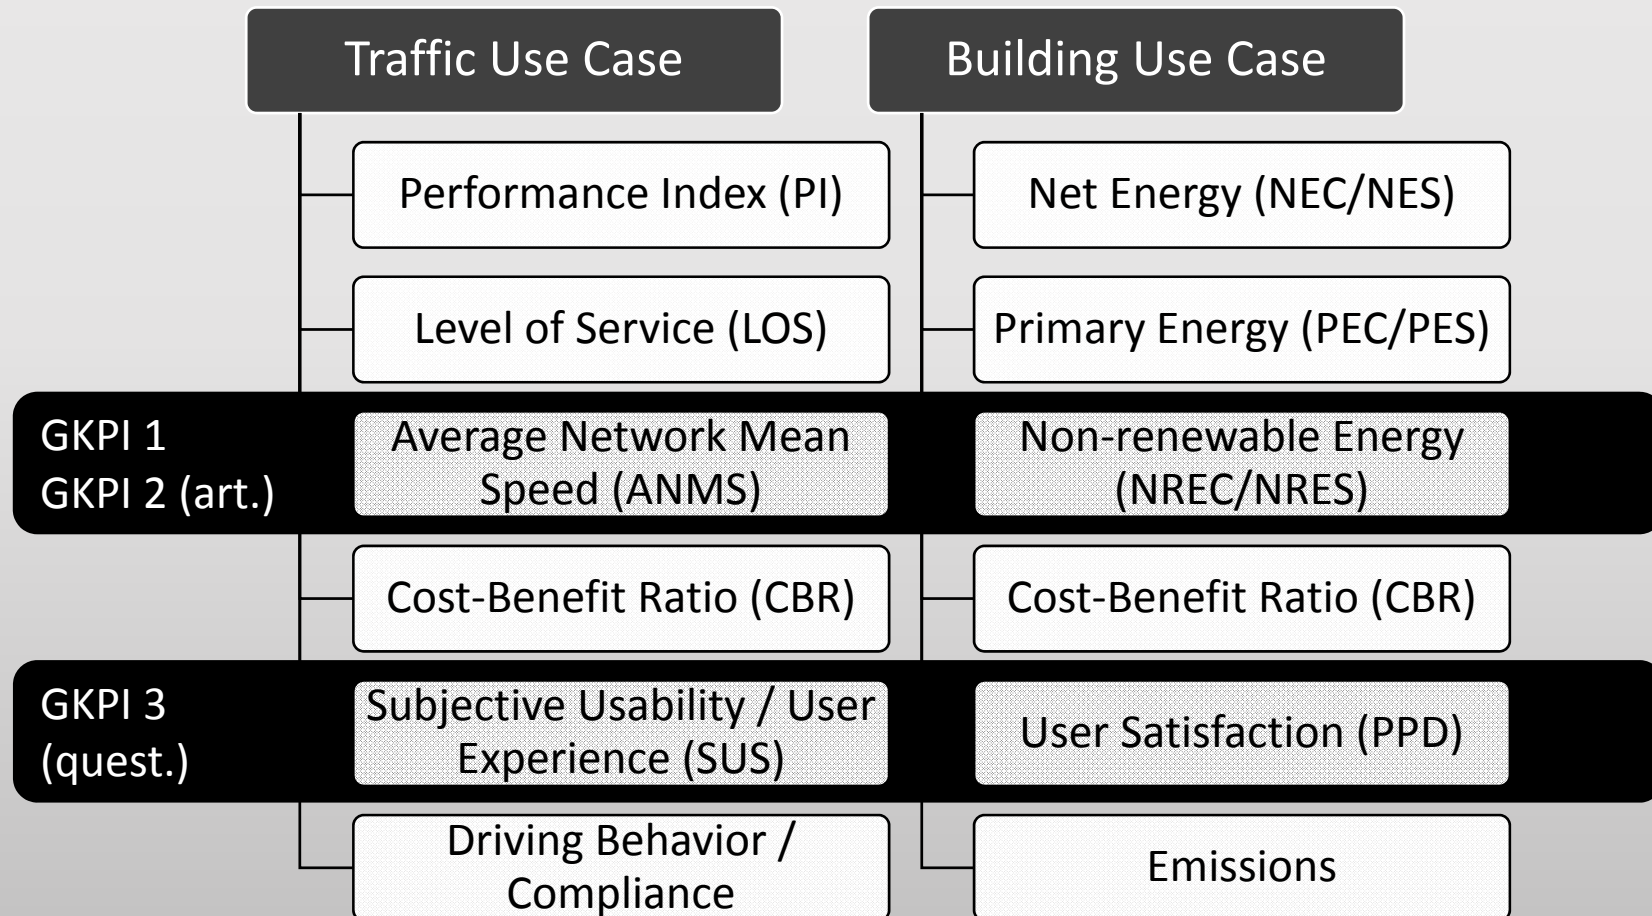 Traffic Use Case
Building Use Case
Performance Index (PI)
Net Energy (NEC/NES)
Level of Service (LOS)
Primary Energy (PEC/PES)
GKPI 1
GKPI 2 (art.)
Average Network Mean
Speed (ANMS)
Non-renewable Energy
(NREC/NRES)
Cost-Benefit Ratio (CBR)
Cost-Benefit Ratio (CBR)
GKPI 3
(quest.)
Subjective Usability / User
Experience (SUS)
User Satisfaction (PPD)
Driving Behavior /
Compliance
Emissions